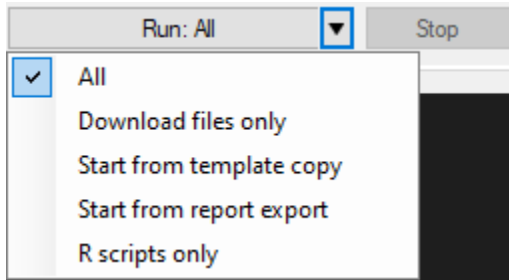 Run: All
Stop
All
Download files only
Start from template copy
Start from report export
R scripts only